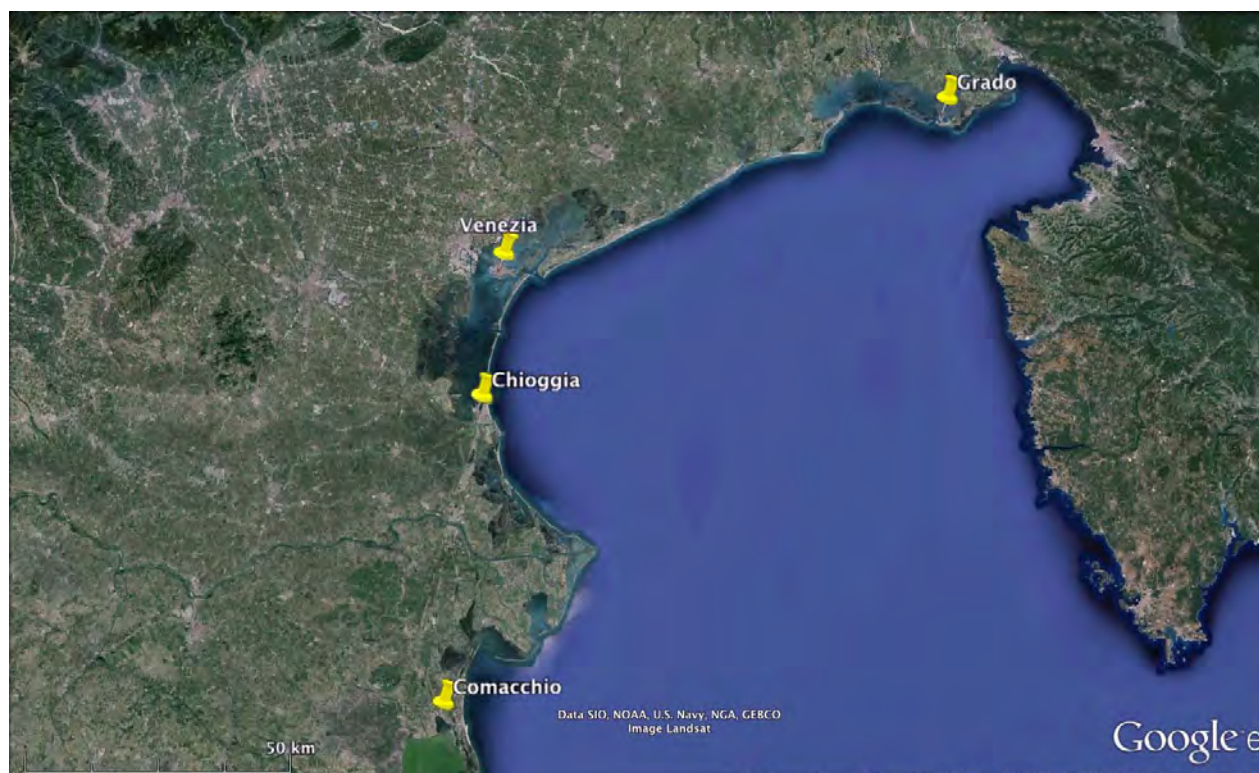 Grado
Venezia
Chioggia
Comacchio
Data SIO, NOAA, U.S. Navy, NGA, GEBCO
Image Landsat
50 km
Google e